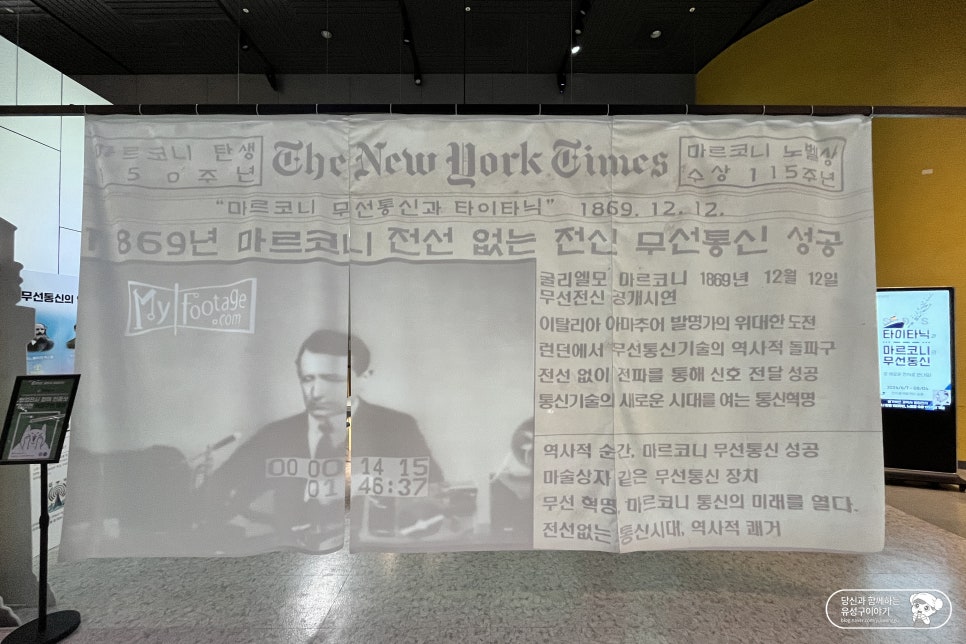 마르코니 탄생
150주년
The New York Times
마르코니 노벨상
수상 115주년
“마르코니 무선통신과 타이타닉” 1869. 12. 12.
1869년 마르코니 전선 없는 전신 무선통신 성공
My Footage
.com
굴리엘모 마르코니 1869년 12월 12일
무선전신 공개시연
이탈리아 아마추어 발명가의 위대한 도전
런던에서 무선통신기술의 역사적 돌파구
전선 없이 전파를 통해 신호 전달 성공
통신기술의 새로운 시대를 여는 통신혁명
00 00 14 15
01 46:37
역사적 순간, 마르코니 무선통신 성공
마술상자 같은 무선통신 장치
무선 혁명, 마르코니 통신의 미래를 열다.
전선없는 통신시대, 역사적 쾌거
무선통신의
타이타닉과
마르코니의
무선통신
당신과 함께하는
유성구이야기